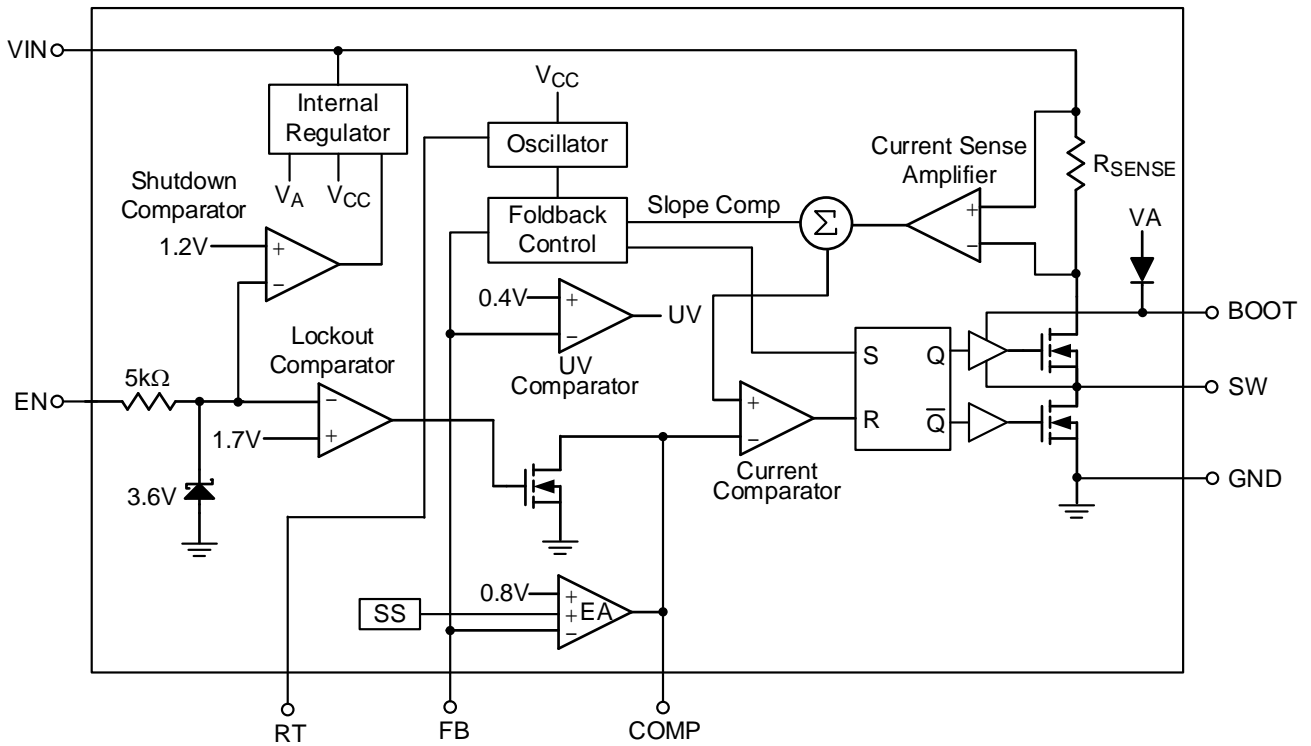 VIN
Internal
Regulator
VA
VCC
VCC
Oscillator
Foldback
Control
Slope Comp
Σ
Current Sense
Amplifier
+
−
RSENSE
VA
Shutdown
Comparator
1.2V
+
−
0.4V
+
−
UV
UV
Comparator
BOOT
Lockout
Comparator
EN
5kΩ
−
+
1.7V
3.6V
S
Q
R
Q̅
SW
+
−
Current
Comparator
GND
0.8V
SS
+
+
−
EA
RT
FB
COMP